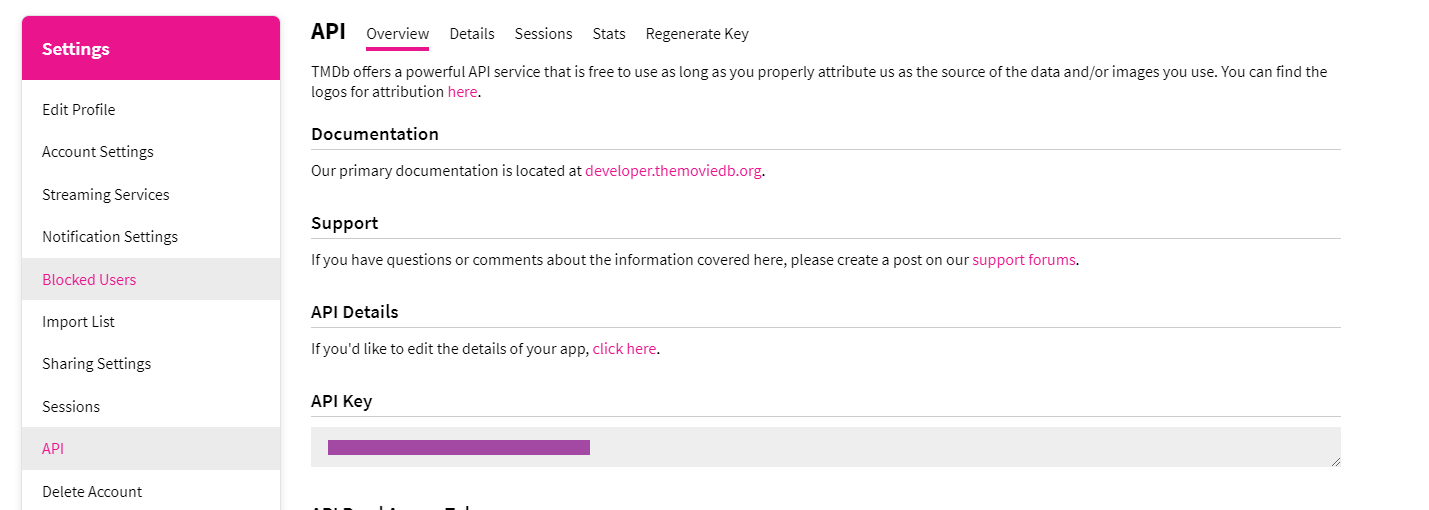 Settings
Edit Profile
Account Settings
Streaming Services
Notification Settings
Blocked Users
Import List
Sharing Settings
Sessions
API
Delete Account
API Overview Details Sessions Stats Regenerate Key
TMDb offers a powerful API service that is free to use as long as you properly attribute us as the source of the data and/or images you use. You can find the
logos for attribution here.
Documentation
Our primary documentation is located at developer.themoviedb.org.
Support
If you have questions or comments about the information covered here, please create a post on our support forums.
API Details
If you'd like to edit the details of your app, click here.
API Key